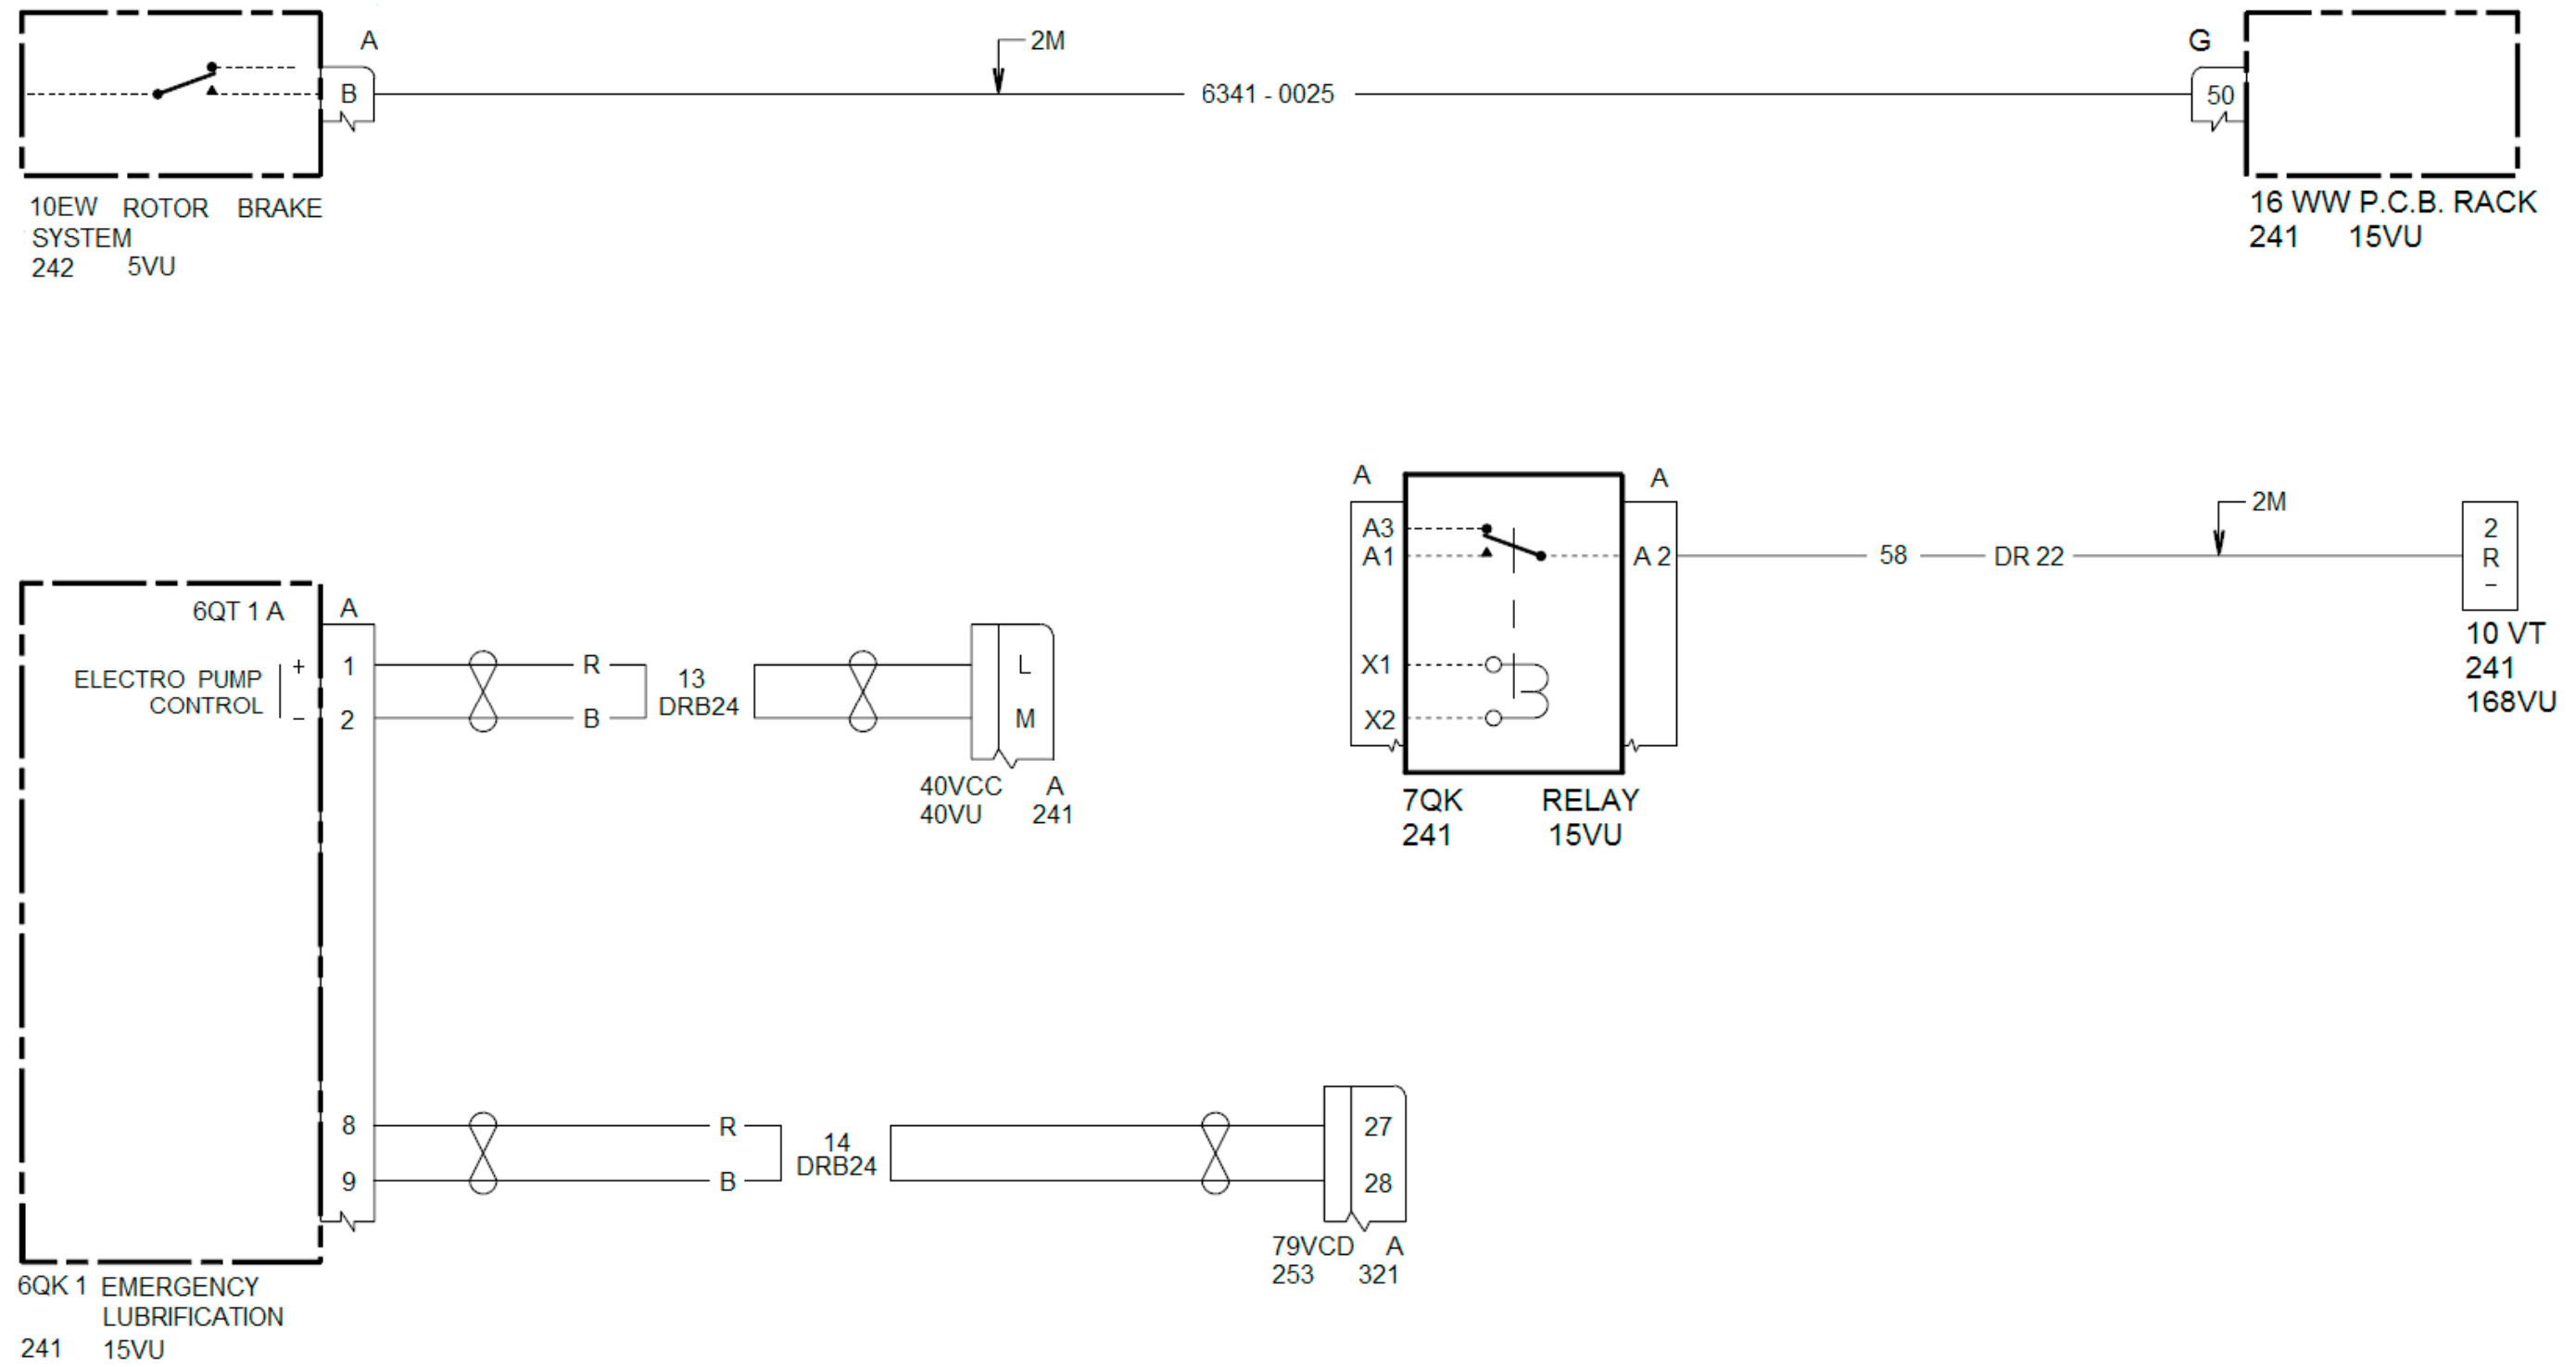 A
2M
G
B
6341 - 0025
50
10EW ROTOR BRAKE
SYSTEM
242 5VU
16 WW P.C.B. RACK
241 15VU
A
A
2M
A3
A1
A 2
58
DR 22
2
R
–
X1
X2
10 VT
241
168VU
7QK RELAY
241 15VU
6QT 1 A
A
ELECTRO PUMP
CONTROL
+
–
1
2
R
B
13
DRB24
L
M
40VCC A
40VU 241
8
9
R
B
14
DRB24
27
28
79VCD A
253 321
6QK 1 EMERGENCY
LUBRIFICATION
241 15VU